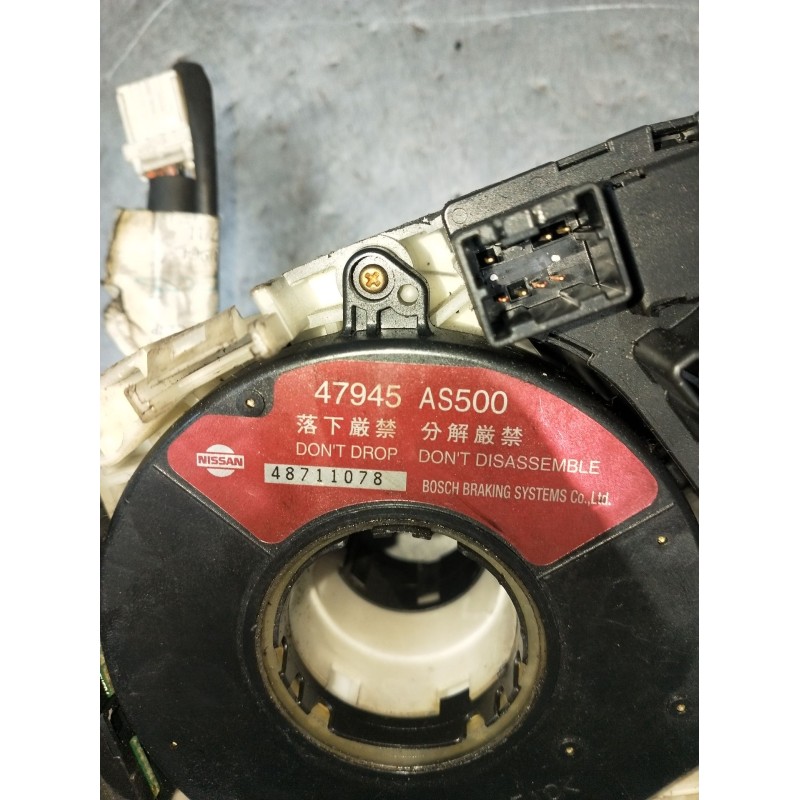 47945 AS500
落下厳禁 分解厳禁
DON'T DROP DON'T DISASSEMBLE
NISSAN
48711078 BOSCH BRAKING SYSTEMS Co.,Ltd.